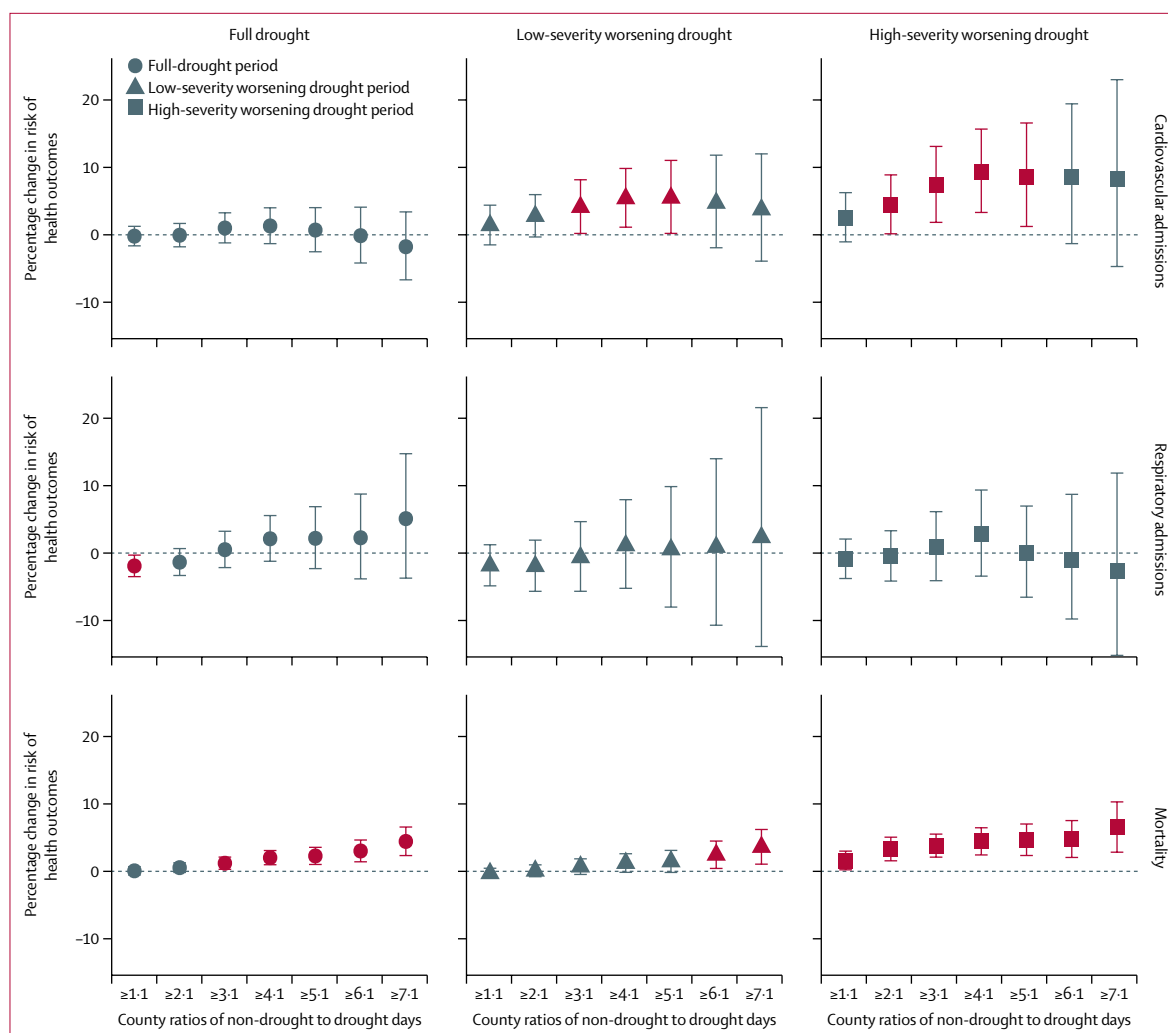 Full drought
Low-severity worsening drought
High-severity worsening drought
Full-drought period
Low-severity worsening drought period
High-severity worsening drought period
Percentage change in risk of
health outcomes
20
10
0
–10
Cardiovascular admissions
Percentage change in risk of
health outcomes
20
10
0
–10
Respiratory admissions
Percentage change in risk of
health outcomes
20
10
0
–10
Mortality
≥1·1 ≥2·1 ≥3·1 ≥4·1 ≥5·1 ≥6·1 ≥7·1
County ratios of non-drought to drought days
≥1·1 ≥2·1 ≥3·1 ≥4·1 ≥5·1 ≥6·1 ≥7·1
County ratios of non-drought to drought days
≥1·1 ≥2·1 ≥3·1 ≥4·1 ≥5·1 ≥6·1 ≥7·1
County ratios of non-drought to drought days